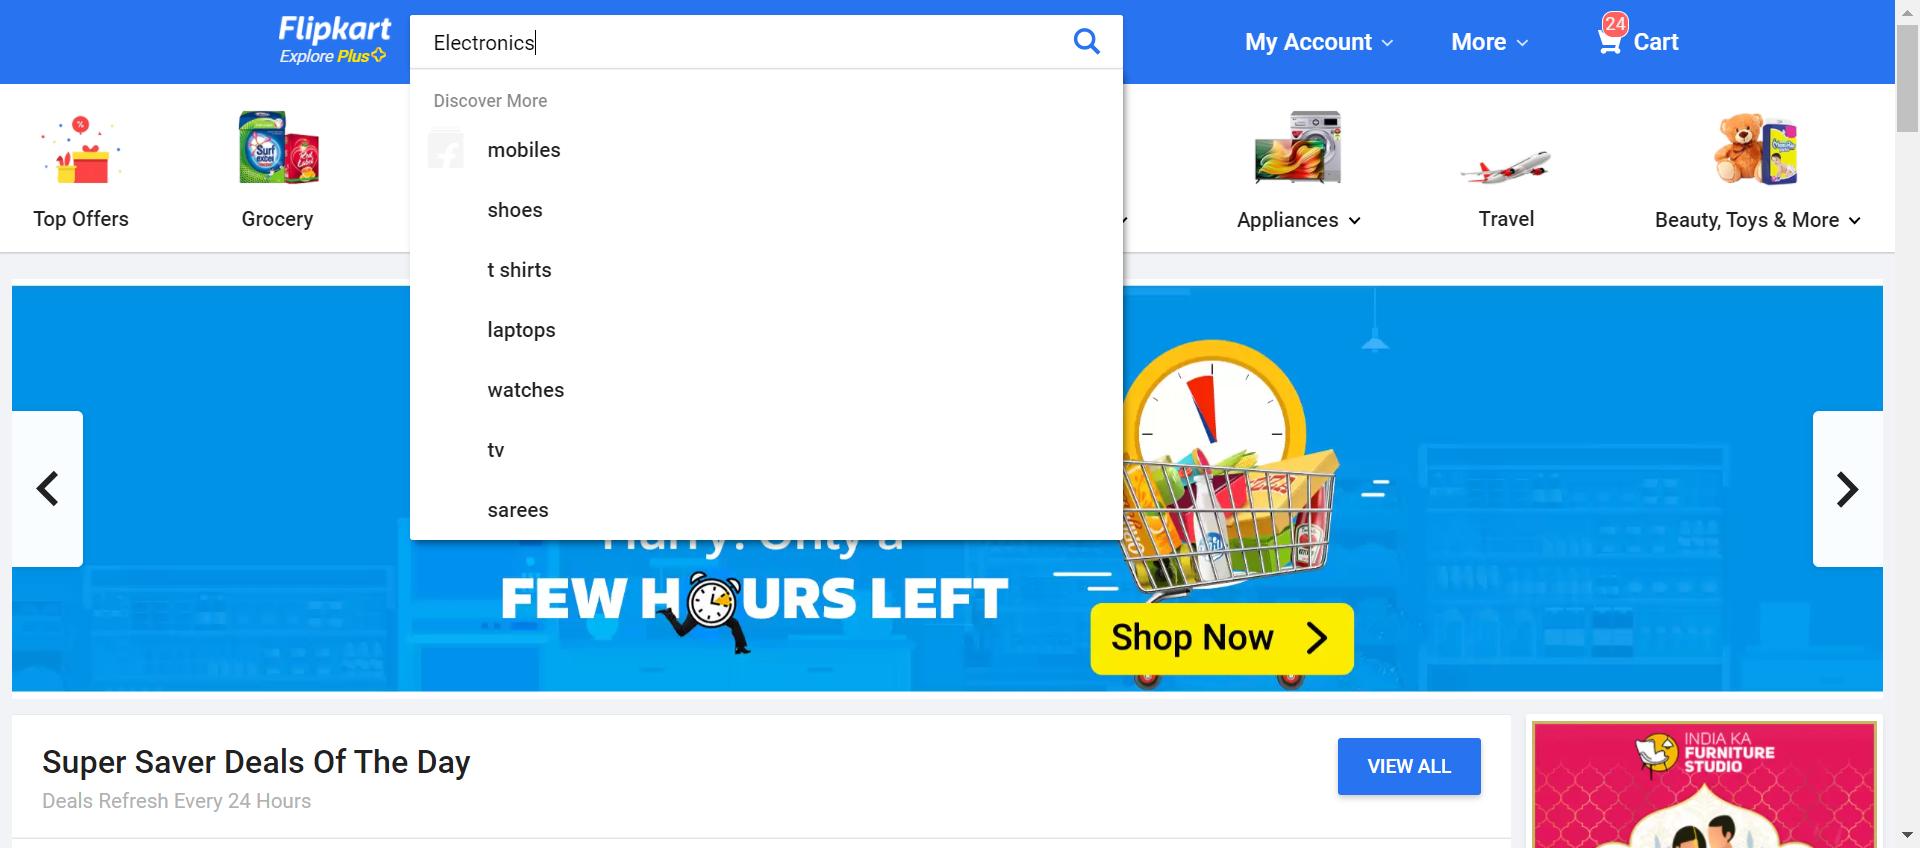 Flipkart
Explore Plus
Electronics
My Account
More
24
Cart
Discover More
mobiles
shoes
t shirts
laptops
watches
tv
sarees
Top Offers
Grocery
Appliances
Travel
Beauty, Toys & More
Surf
excel
FEW HOURS LEFT
Shop Now
Super Saver Deals Of The Day
Deals Refresh Every 24 Hours
VIEW ALL
INDIA KA
FURNITURE
STUDIO